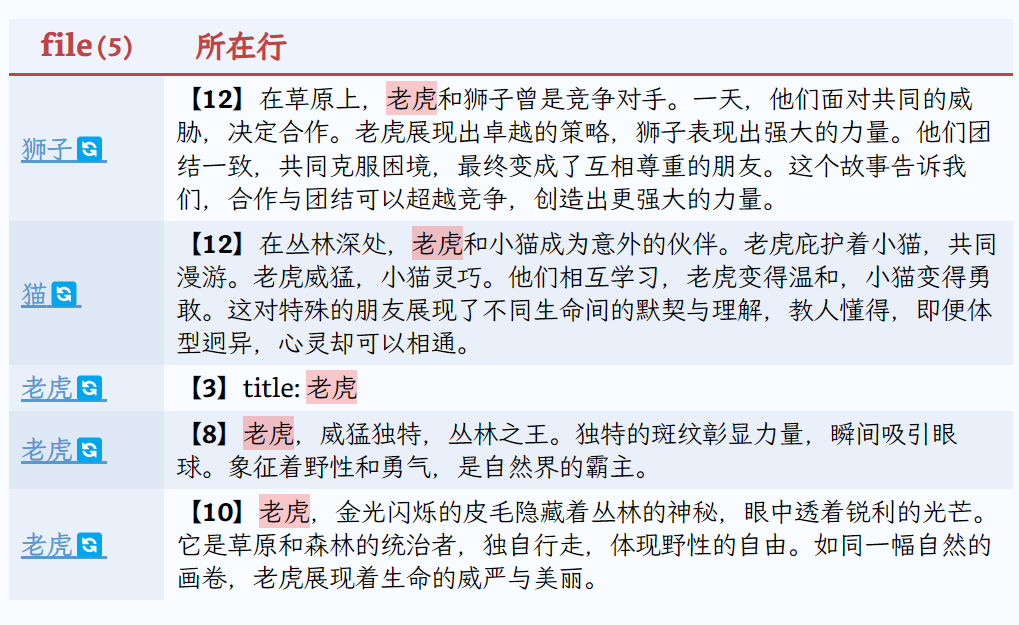 file(5) 所在行
【12】在草原上，老虎和狮子曾是竞争对手。一天，他们面对共同的威
胁，决定合作。老虎展现出卓越的策略，狮子表现出强大的力量。他们团
狮子
结一致，共同克服困境，最终变成了互相尊重的朋友。这个故事告诉我
们，合作与团结可以超越竞争，创造出更强大的力量。
【12】在丛林深处，老虎和小猫成为意外的伙伴。老虎庇护着小猫，共同
漫游。老虎威猛，小猫灵巧。他们相互学习，老虎变得温和，小猫变得勇
猫
敢。这对特殊的朋友展现了不同生命间的默契与理解，教人懂得，即便体
型迥异，心灵却可以相通。
老虎 【3】title: 老虎
【8】老虎，威猛独特，丛林之王。独特的斑纹彰显力量，瞬间吸引眼
老虎
球。象征着野性和勇气，是自然界的霸主。
【10】老虎，金光闪烁的皮毛隐藏着丛林的神秘，眼中透着锐利的光芒。
老虎 它是草原和森林的统治者，独自行走，体现野性的自由。如同一幅自然的
画卷，老虎展现着生命的威严与美丽。